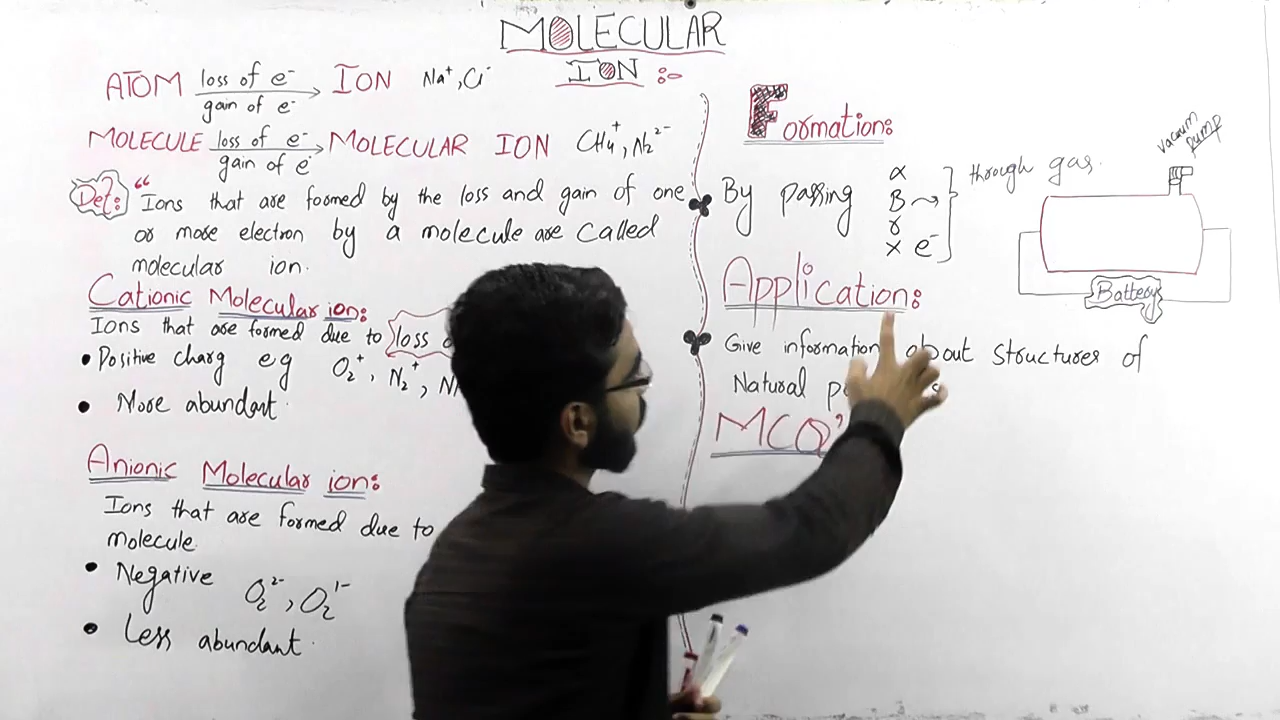 MOLECULAR
ION :-
ATOM loss of e⁻ / gain of e⁻ → ION Na⁺, Cl⁻
MOLECULE loss of e⁻ / gain of e⁻ → MOLECULAR ION CH₄⁺, N₂²⁻
Def: “Ions that are formed by the loss and gain of one
or more electron by a molecule are called
molecular ion.
Cationic Molecular ion:
Ions that are formed due to loss
• Positive charg e g O₂⁺, N₂⁺,
• More abundant.
Anionic Molecular ion:
Ions that are formed due to
molecule.
• Negative O₂²⁻, O₂¹⁻
• Less abundant.
Formation:
By passing α β → γ × e⁻ through gas.
vacuum
pump
Battery
Application:
Give information about structures of
Natural
MCQ'